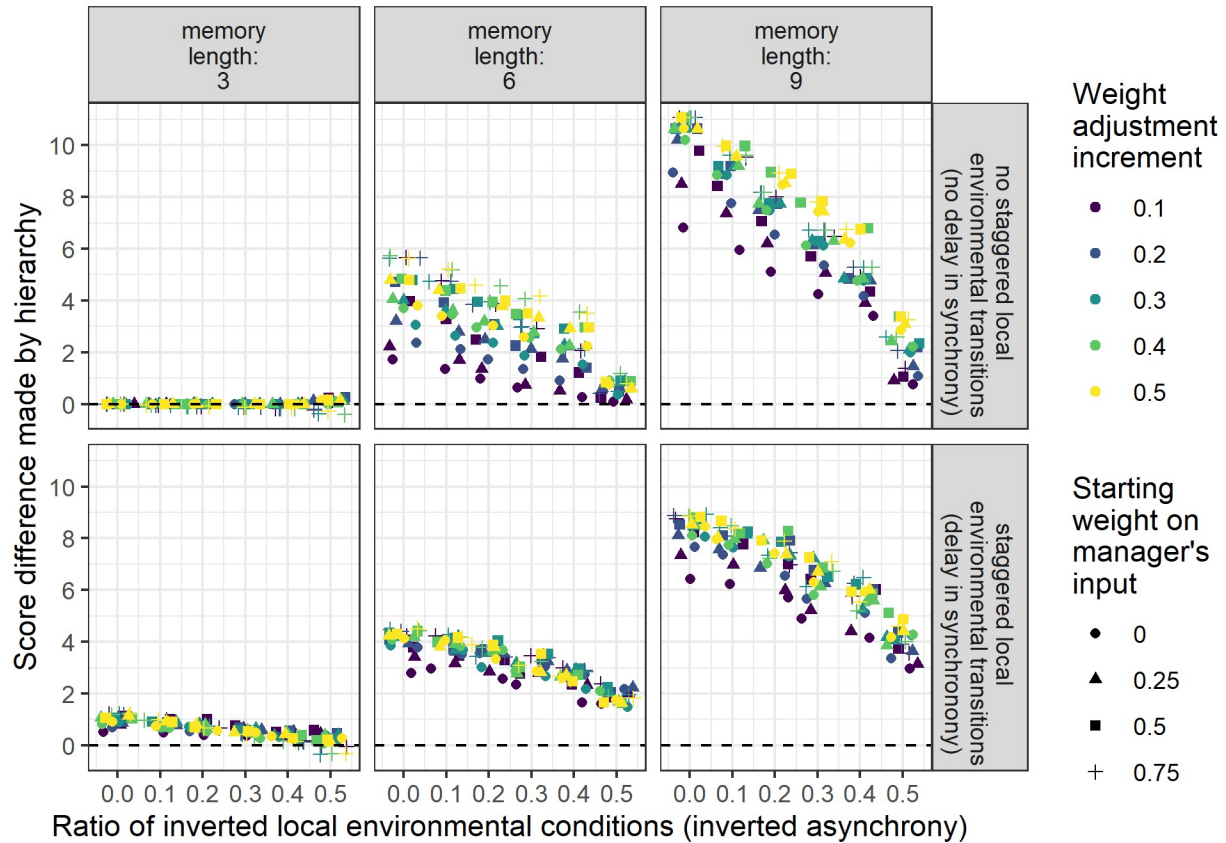 memory
length:
3
memory
length:
6
memory
length:
9
Score difference made by hierarchy
10
8
6
4
2
0
no staggered local
environmental transitions
(no delay in synchrony)
10
8
6
4
2
0
staggered local
environmental transitions
(delay in synchromony)
0.0 0.1 0.2 0.3 0.4 0.5
0.0 0.1 0.2 0.3 0.4 0.5
0.0 0.1 0.2 0.3 0.4 0.5
Ratio of inverted local environmental conditions (inverted asynchrony)
Weight
adjustment
increment
0.1
0.2
0.3
0.4
0.5
Starting
weight on
manager's
input
0
0.25
0.5
0.75